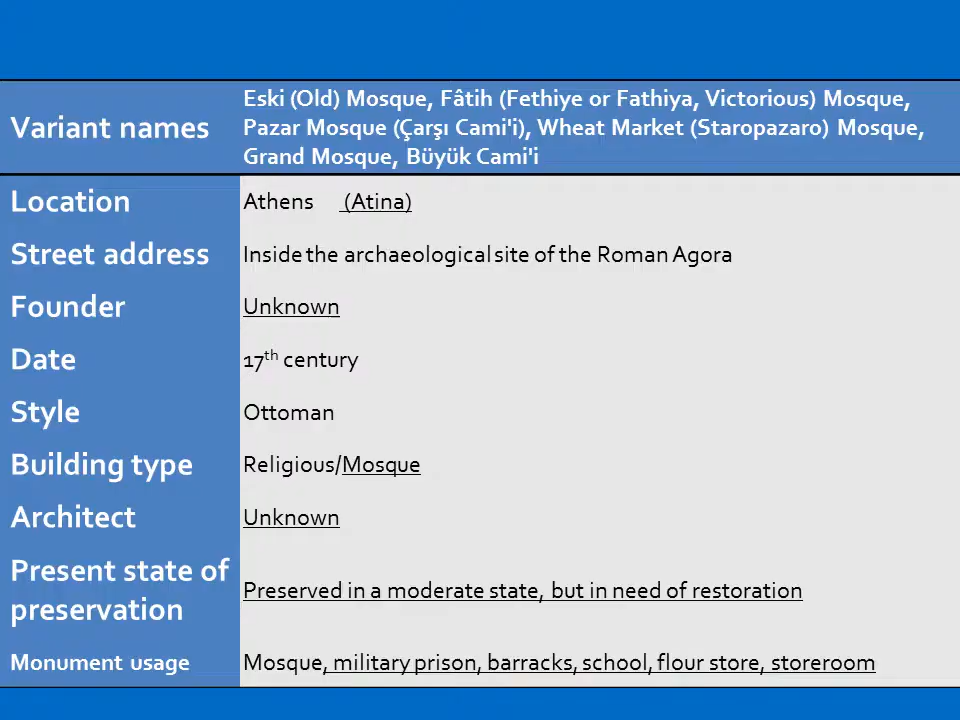 Variant names
Eski (Old) Mosque, Fâtih (Fethiye or Fathiya, Victorious) Mosque,
Pazar Mosque (Çarşı Cami'i), Wheat Market (Staropazaro) Mosque,
Grand Mosque, Büyük Cami'i
Location
Athens (Atina)
Street address
Inside the archaeological site of the Roman Agora
Founder
Unknown
Date
17th century
Style
Ottoman
Building type
Religious/Mosque
Architect
Unknown
Present state of
preservation
Preserved in a moderate state, but in need of restoration
Monument usage
Mosque, military prison, barracks, school, flour store, storeroom